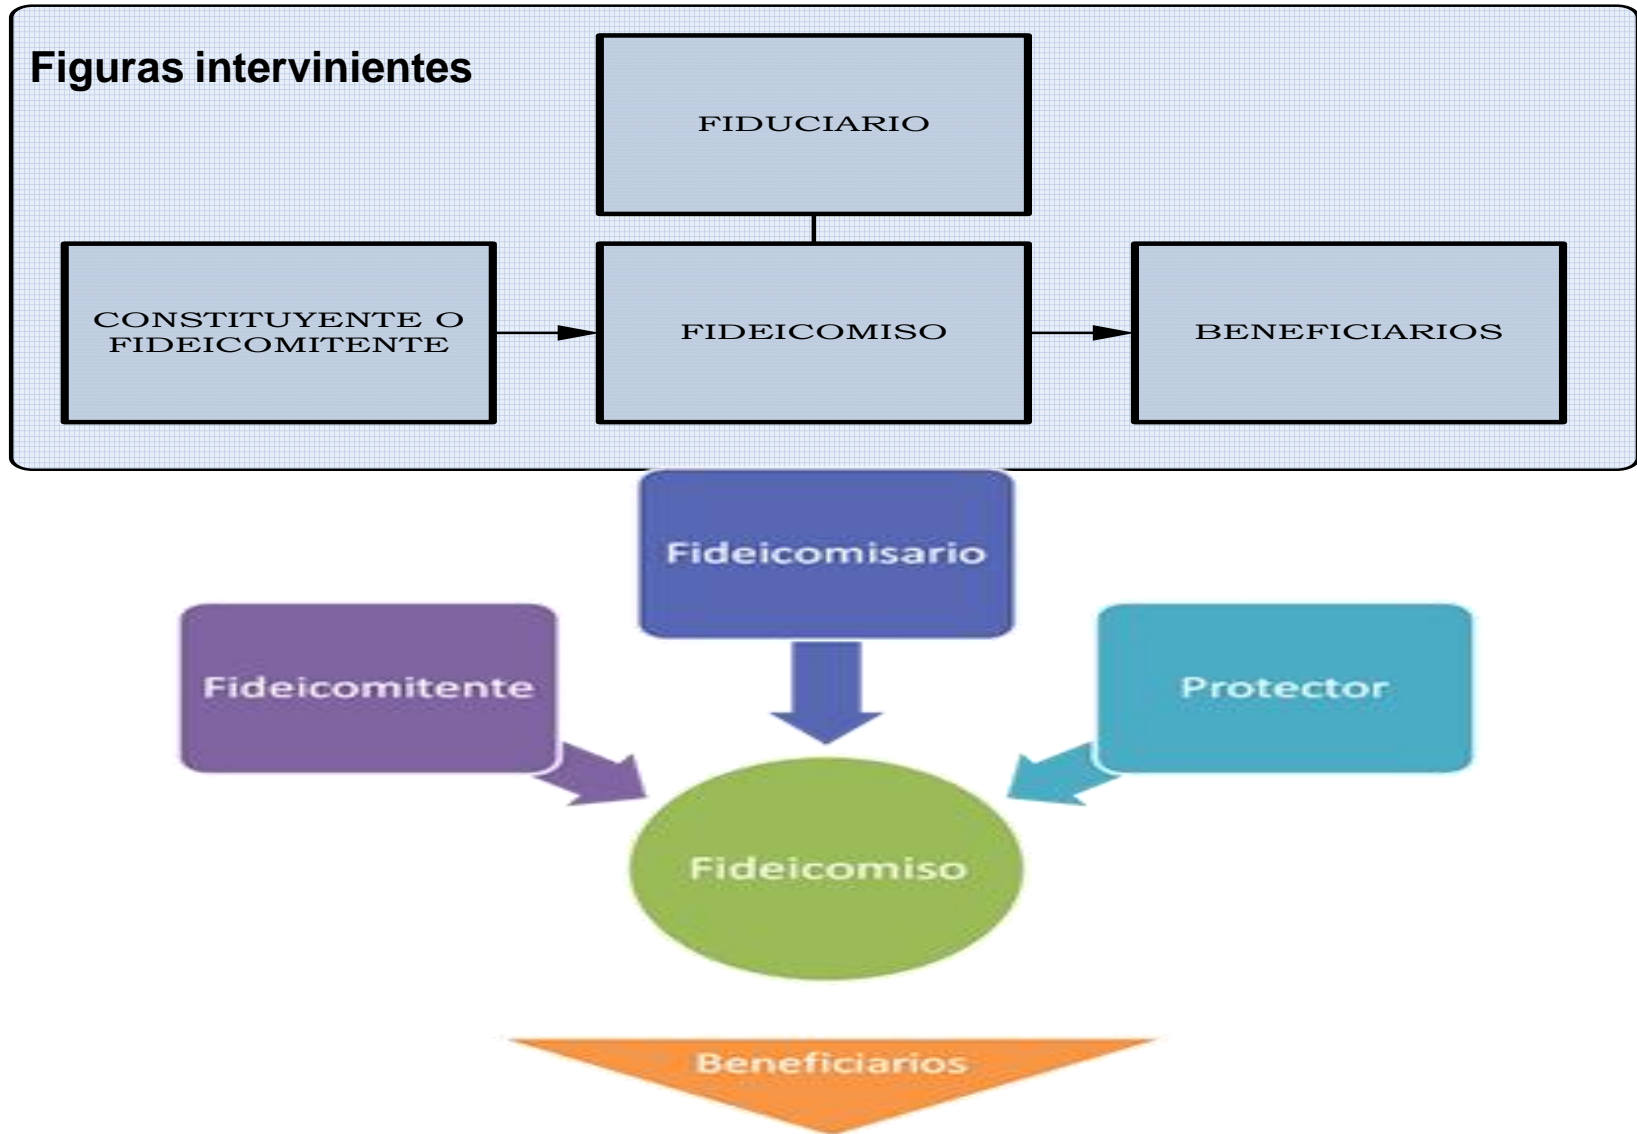 Figuras intervinientes
FIDUCIARIO
CONSTITUYENTE O
FIDEICOMITENTE
FIDEICOMISO
BENEFICIARIOS
Fideicomisario
Fideicomitente
Protector
Fideicomiso
Beneficiarios